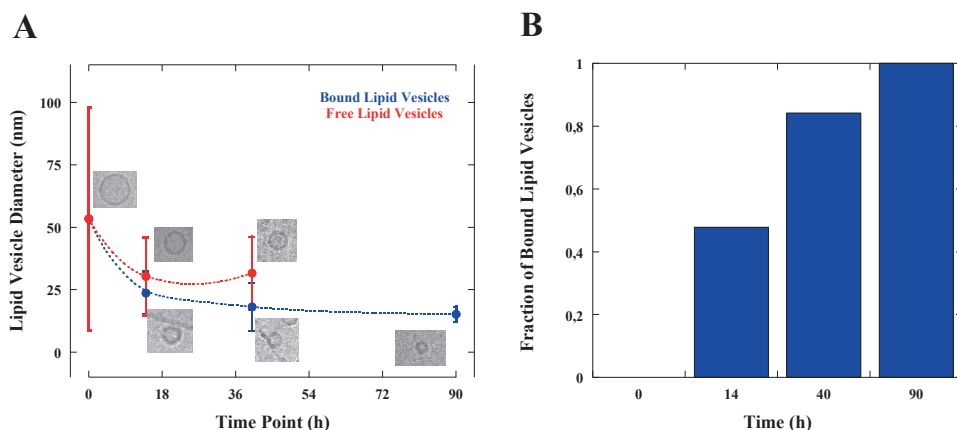 A
Lipid Vesicle Diameter (nm)
100
75
50
25
0
Bound Lipid Vesicles
Free Lipid Vesicles
0 18 36 54 72 90
Time Point (h)
B
Fraction of Bound Lipid Vesicles
1
0,8
0,6
0,4
0,2
0
0 14 40 90
Time (h)